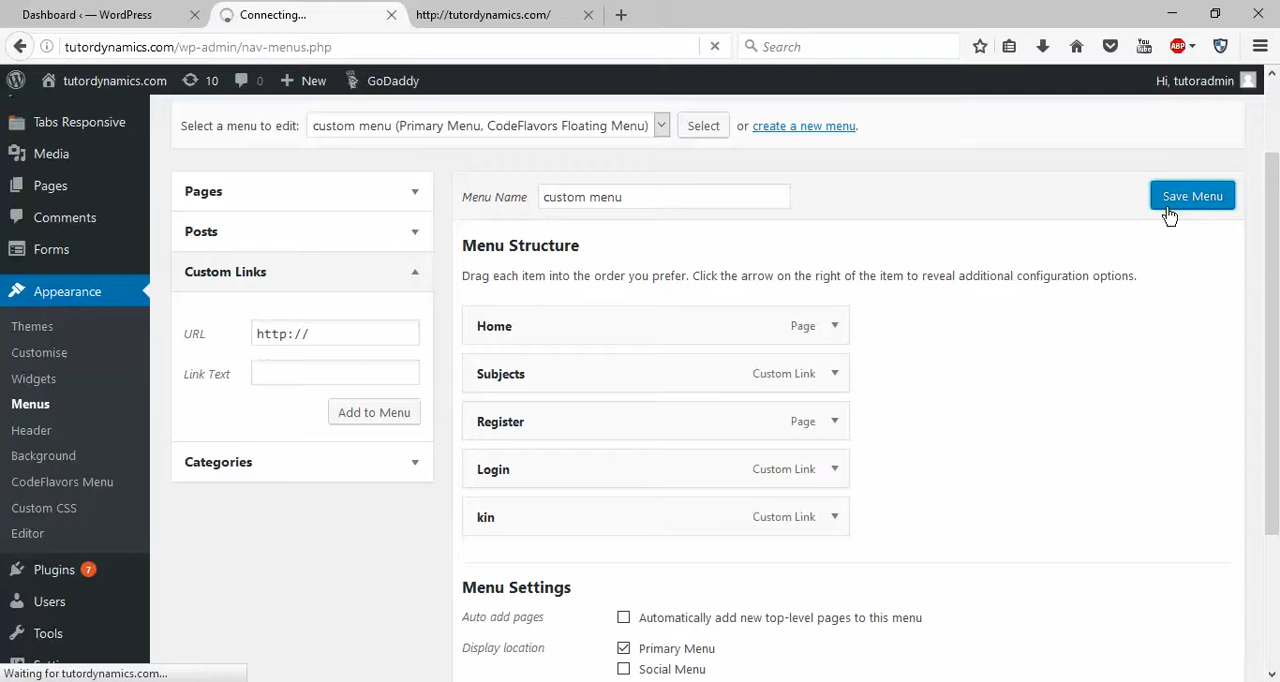 Dashboard ‹ — WordPress
Connecting...
http://tutordynamics.com/
tutordynamics.com/wp-admin/nav-menus.php
Search
You Tube
ABP
tutordynamics.com
10
0
New
GoDaddy
Hi, tutoradmin
Tabs Responsive
Media
Pages
Comments
Forms
Appearance
Themes
Customise
Widgets
Menus
Header
Background
CodeFlavors Menu
Custom CSS
Editor
Plugins 7
Users
Tools
Select a menu to edit: custom menu (Primary Menu, CodeFlavors Floating Menu) Select or create a new menu.
Pages
Posts
Custom Links
URL http://
Link Text
Add to Menu
Categories
Menu Name custom menu
Save Menu
Menu Structure
Drag each item into the order you prefer. Click the arrow on the right of the item to reveal additional configuration options.
Home Page
Subjects Custom Link
Register Page
Login Custom Link
kin Custom Link
Menu Settings
Auto add pages Automatically add new top-level pages to this menu
Display location Primary Menu
Social Menu
Waiting for tutordynamics.com...